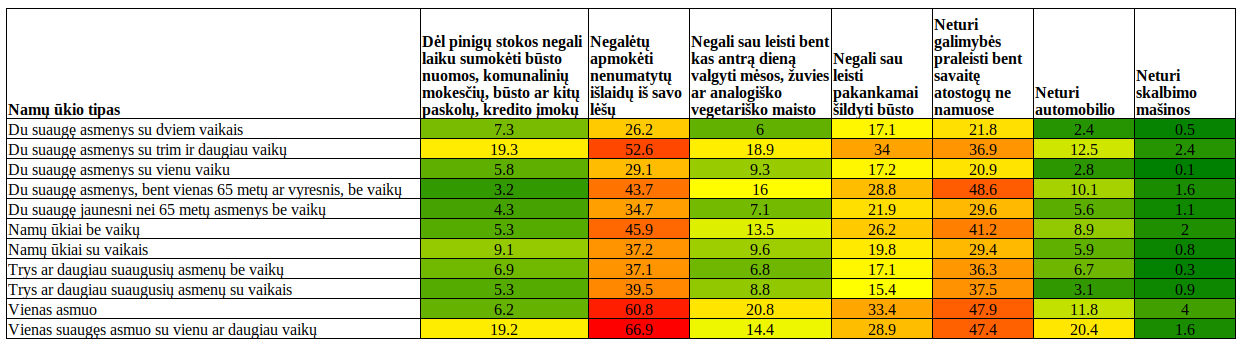 Namų ūkio tipas | Dėl pinigų stokos negali laiku sumokėti būsto nuomos, komunalinių mokesčių, būsto ar kitų paskolų, kredito įmokų | Negalėtų apmokėti nenumatytų išlaidų iš savo lėšų | Negali sau leisti bent kas antrą dieną valgyti mėsos, žuvies ar analogiško vegetariško maisto | Negali sau leisti pakankamai šildyti būsto | Neturi galimybės praleisti bent savaitę atostogų ne namuose | Neturi automobilio | Neturi skalbimo mašinos
Du suaugę asmenys su dviem vaikais | 7.3 | 26.2 | 6 | 17.1 | 21.8 | 2.4 | 0.5
Du suaugę asmenys su trim ir daugiau vaikų | 19.3 | 52.6 | 18.9 | 34 | 36.9 | 12.5 | 2.4
Du suaugę asmenys su vienu vaiku | 5.8 | 29.1 | 9.3 | 17.2 | 20.9 | 2.8 | 0.1
Du suaugę asmenys, bent vienas 65 metų ar vyresnis, be vaikų | 3.2 | 43.7 | 16 | 28.8 | 48.6 | 10.1 | 1.6
Du suaugę jaunesni nei 65 metų asmenys be vaikų | 4.3 | 34.7 | 7.1 | 21.9 | 29.6 | 5.6 | 1.1
Namų ūkiai be vaikų | 5.3 | 45.9 | 13.5 | 26.2 | 41.2 | 8.9 | 2
Namų ūkiai su vaikais | 9.1 | 37.2 | 9.6 | 19.8 | 29.4 | 5.9 | 0.8
Trys ar daugiau suaugusių asmenų be vaikų | 6.9 | 37.1 | 6.8 | 17.1 | 36.3 | 6.7 | 0.3
Trys ar daugiau suaugusių asmenų su vaikais | 5.3 | 39.5 | 8.8 | 15.4 | 37.5 | 3.1 | 0.9
Vienas asmuo | 6.2 | 60.8 | 20.8 | 33.4 | 47.9 | 11.8 | 4
Vienas suaugęs asmuo su vienu ar daugiau vaikų | 19.2 | 66.9 | 14.4 | 28.9 | 47.4 | 20.4 | 1.6